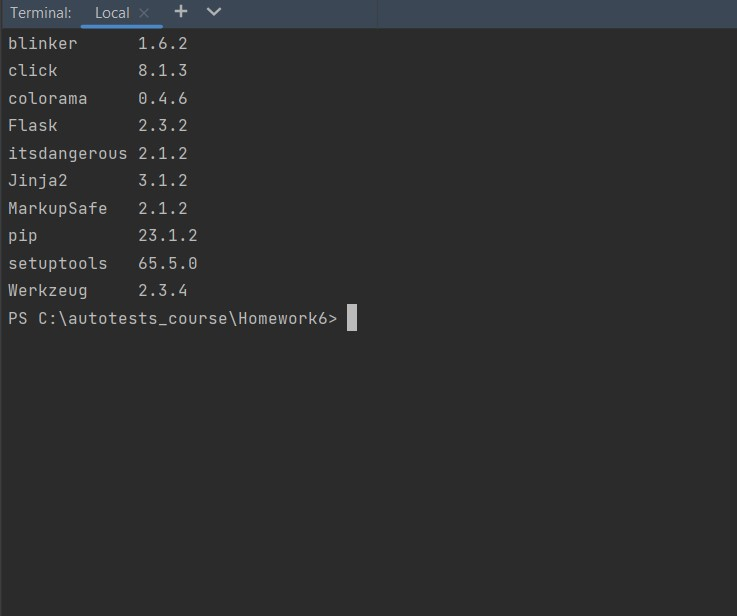 Terminal: Local × + ∨
blinker 1.6.2
click 8.1.3
colorama 0.4.6
Flask 2.3.2
itsdangerous 2.1.2
Jinja2 3.1.2
MarkupSafe 2.1.2
pip 23.1.2
setuptools 65.5.0
Werkzeug 2.3.4
PS C:\autotests_course\Homework6>